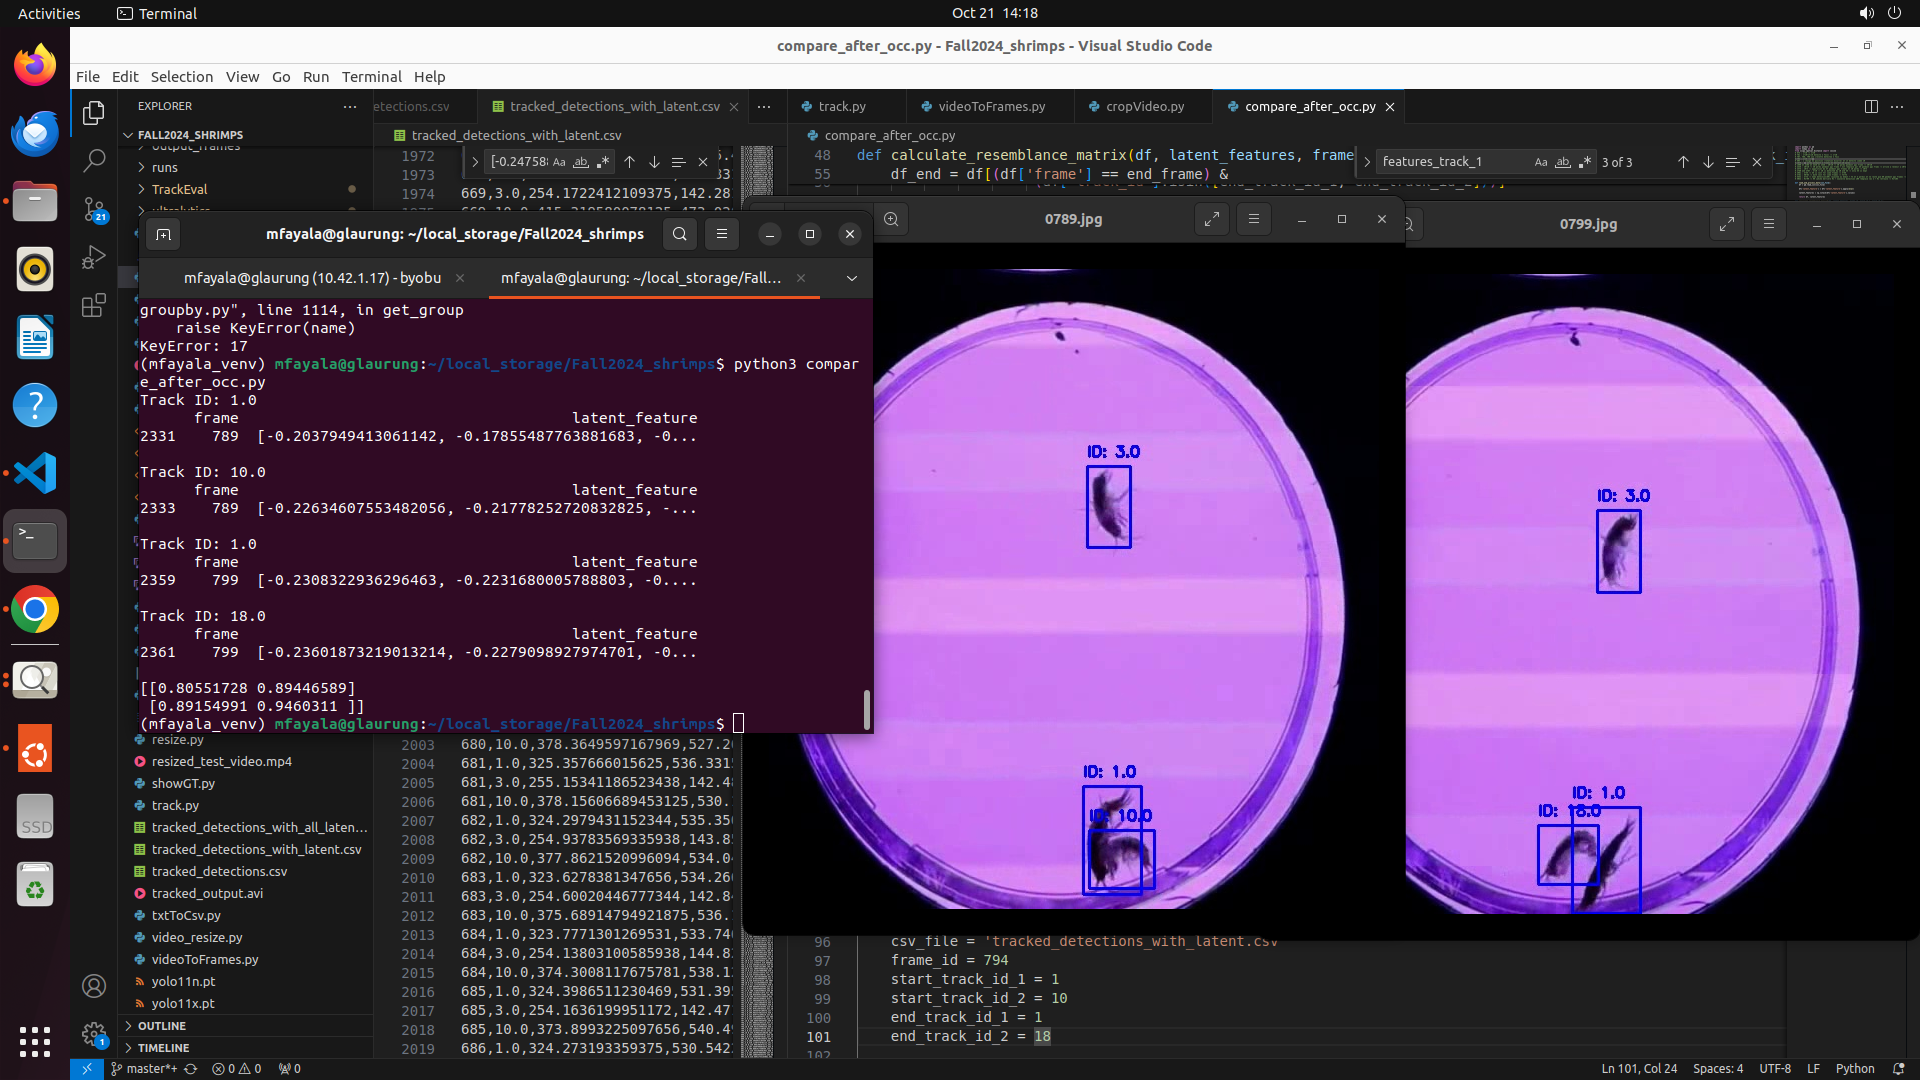 Activities
Terminal
Oct 21 14:18
compare_after_occ.py - Fall2024_shrimps - Visual Studio Code
File Edit Selection View Go Run Terminal Help
EXPLORER
FALL2024_SHRIMPS
output_frames
runs
TrackEval
ultralytics
21
etections.csv
tracked_detections_with_latent.csv
track.py
videoToFrames.py
cropVideo.py
compare_after_occ.py
tracked_detections_with_latent.csv
compare_after_occ.py
[-0.24758
Aa ab
features_track_1
3 of 3
1972
1973
1974
669,3,0,254.1722412109375,142.281
48 def calculate_resemblance_matrix(df, latent_features, frame
55 df_end = df[(df['frame'] == end_frame) &
mfayala@glaurung: ~/local_storage/Fall2024_shrimps
mfayala@glaurung (10.42.1.17) - byobu
mfayala@glaurung: ~/local_storage/Fall...
groupby.py", line 1114, in get_group
raise KeyError(name)
KeyError: 17
(mfayala_venv) mfayala@glaurung:~/local_storage/Fall2024_shrimps$ python3 compar
e_after_occ.py
Track ID: 1.0
frame latent_feature
2331 789 [-0.2037949413061142, -0.17855487763881683, -0...
Track ID: 10.0
frame latent_feature
2333 789 [-0.22634607553482056, -0.21778252720832825, -...
Track ID: 1.0
frame latent_feature
2359 799 [-0.2308322936296463, -0.2231680005788803, -0....
Track ID: 18.0
frame latent_feature
2361 799 [-0.23601873219013214, -0.2279098927974701, -0...
[[0.80551728 0.89446589]
[0.89154991 0.9460311 ]]
(mfayala_venv) mfayala@glaurung:~/local_storage/Fall2024_shrimps$
0789.jpg
ID: 3.0
ID: 1.0
ID: 10.0
0799.jpg
ID: 3.0
ID: 1.0
ID: 18.0
resize.py
resized_test_video.mp4
showGT.py
track.py
tracked_detections_with_all_laten...
tracked_detections_with_latent.csv
tracked_detections.csv
tracked_output.avi
txtToCsv.py
video_resize.py
videoToFrames.py
yolo11n.pt
yolo11x.pt
OUTLINE
TIMELINE
2003 680,10.0,378.3649597167969,527.2
2004 681,1.0,325.357666015625,536.331
2005 681,3.0,255.15341186523438,142.48
2006 681,10.0,378.15606689453125,530.
2007 682,1.0,324.2979431152344,535.35
2008 682,3.0,254.93783569335938,143.8
2009 682,10.0,377.8621520996094,534.0
2010 683,1.0,323.6278381347656,534.26
2011 683,3.0,254.60020446777344,142.8
2012 683,10.0,375.68914794921875,536.
2013 684,1.0,323.7771301269531,533.74
2014 684,3.0,254.13803100585938,144.8
2015 684,10.0,374.3008117675781,538.1
2016 685,1.0,324.3986511230469,531.39
2017 685,3.0,254.1636199951172,142.47
2018 685,10.0,373.8993225097656,540.4
2019 686,1.0,324.273193359375,530.542
96 csv_file = 'tracked_detections_with_latent.csv
97 frame_id = 794
98 start_track_id_1 = 1
99 start_track_id_2 = 10
100 end_track_id_1 = 1
101 end_track_id_2 = 18
102
SSD
1
master*+
0 0
0
Ln 101, Col 24
Spaces: 4
UTF-8
LF
Python